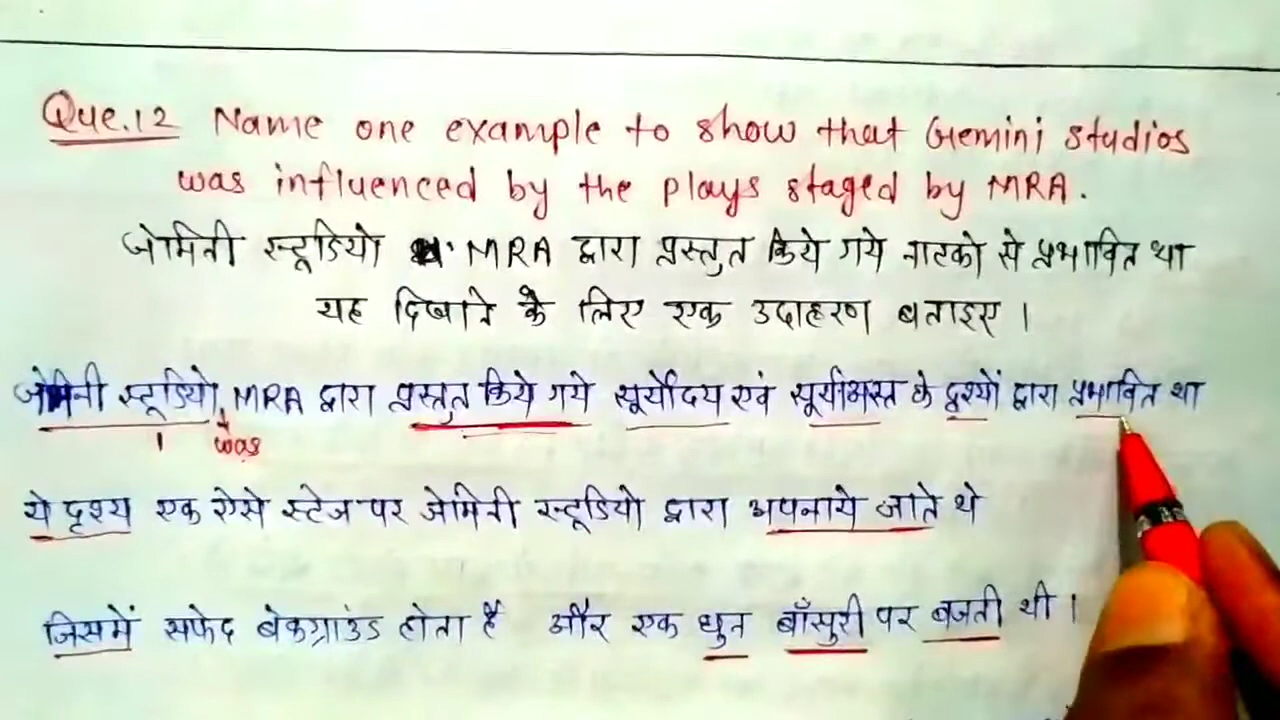 Que.12 Name one example to show that Gemini studios
was influenced by the plays staged by MRA.
जेमिनी स्टूडियो MRA द्वारा प्रस्तुत किये गये नाटको से प्रभावित था
यह दिखाने के लिए एक उदाहरण बताइए ।
जेमिनी स्टूडियो, MRA द्वारा प्रस्तुत किये गये सूर्योदय एवं सूर्यअस्त के दृश्यों द्वारा प्रभावित था
1 was
ये दृश्य एक ऐसे स्टेज पर जेमिनी स्टूडियो द्वारा अपनाये जाते थे
जिसमें सफेद बेकग्राउंड होता है और एक धुन बाँसुरी पर बजती थी ।